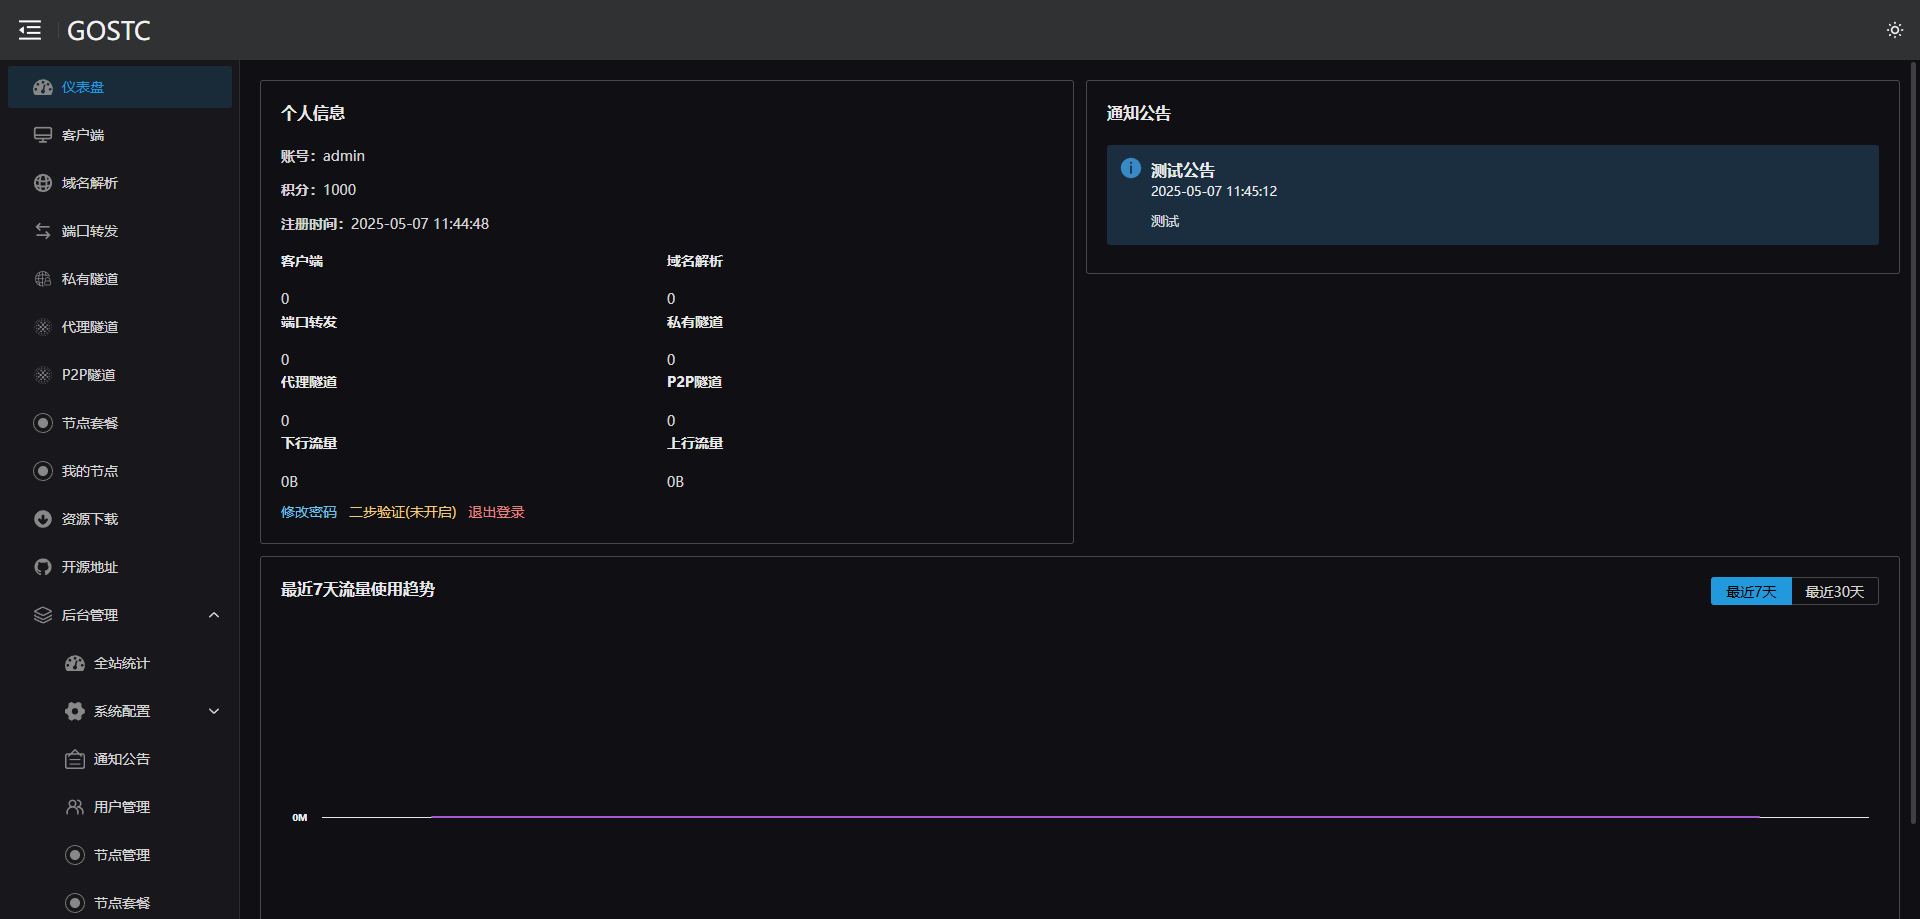 GOSTC
仪表盘
客户端
域名解析
端口转发
私有隧道
代理隧道
P2P隧道
节点套餐
我的节点
资源下载
开源地址
后台管理
全站统计
系统配置
通知公告
用户管理
节点管理
节点套餐
个人信息
账号：admin
积分：1000
注册时间：2025-05-07 11:44:48
客户端 域名解析
0 0
端口转发 私有隧道
0 0
代理隧道 P2P隧道
0 0
下行流量 上行流量
0B 0B
修改密码 二步验证(未开启) 退出登录
通知公告
测试公告
2025-05-07 11:45:12
测试
最近7天流量使用趋势
最近7天 最近30天
0M